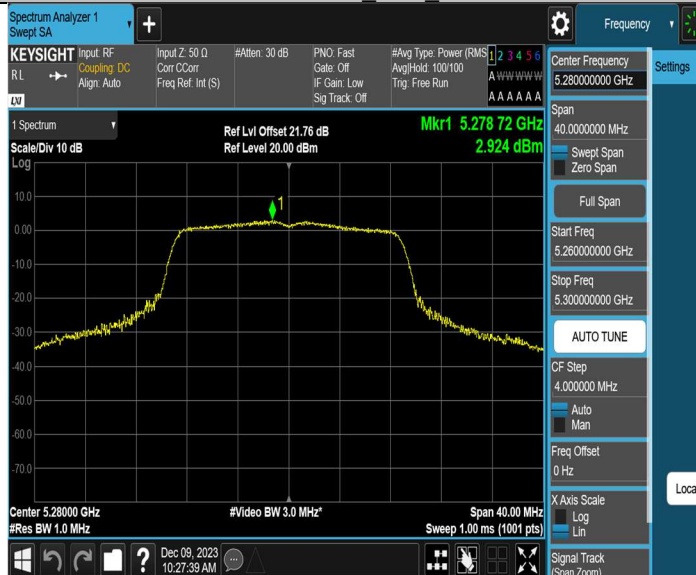 Spectrum Analyzer 1
Swept SA
Frequency
KEYSIGHT
RL
LXI
Input: RF
Coupling: DC
Align: Auto
Input Z: 50 Ω
Corr CCorr
Freq Ref: Int (S)
#Atten: 30 dB
PNO: Fast
Gate: Off
IF Gain: Low
Sig Track: Off
#Avg Type: Power (RMS
Avg|Hold: 100/100
Trig: Free Run
1 2 3 4 5 6
A W W W W W
A A A A A A
1 Spectrum
Scale/Div 10 dB
Log
Ref Lvl Offset 21.76 dB
Ref Level 20.00 dBm
Mkr1 5.278 72 GHz
2.924 dBm
1
10.0
0.00
-10.0
-20.0
-30.0
-40.0
-50.0
-60.0
-70.0
Center 5.28000 GHz
#Res BW 1.0 MHz
#Video BW 3.0 MHz*
Span 40.00 MHz
Sweep 1.00 ms (1001 pts)
?
Dec 09, 2023
10:27:39 AM
Center Frequency
5.280000000 GHz
Span
40.0000000 MHz
Swept Span
Zero Span
Full Span
Start Freq
5.260000000 GHz
Stop Freq
5.300000000 GHz
AUTO TUNE
CF Step
4.000000 MHz
Auto
Man
Freq Offset
0 Hz
X Axis Scale
Log
Lin
Signal Track
(Span Zoom)
Settings
Loca